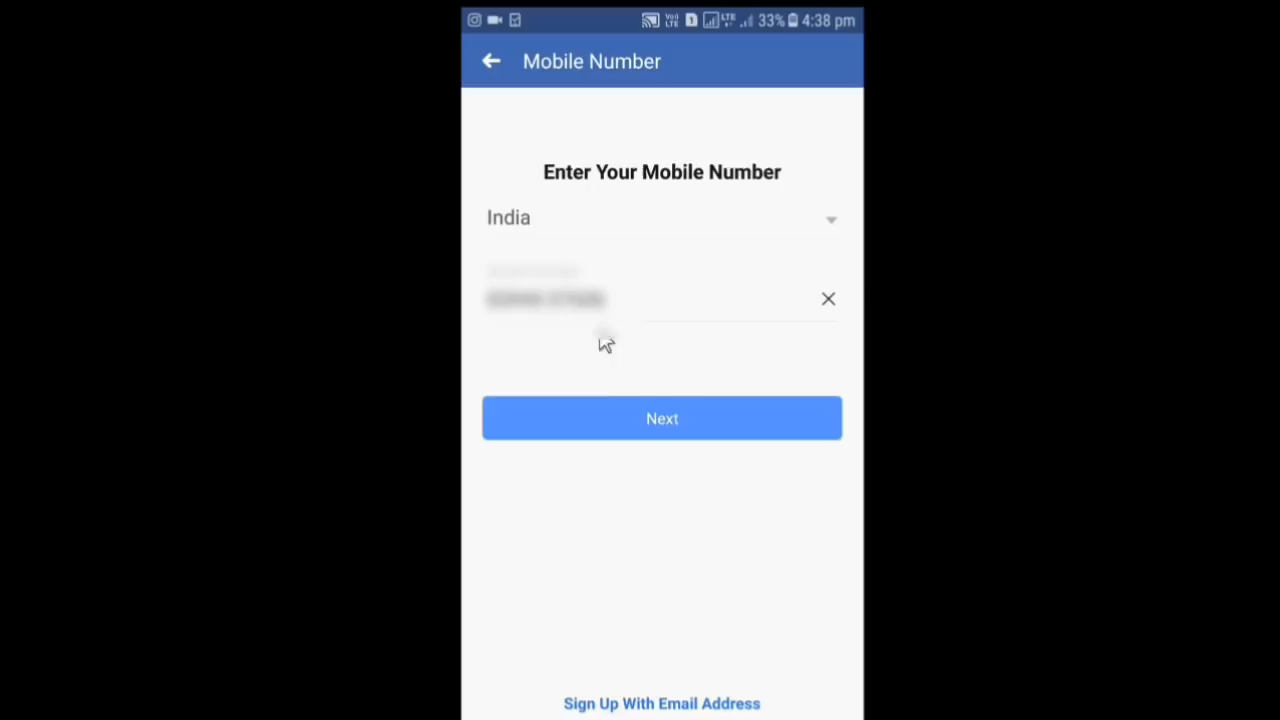 33% 4:38 pm
Mobile Number
Enter Your Mobile Number
India
Next
Sign Up With Email Address